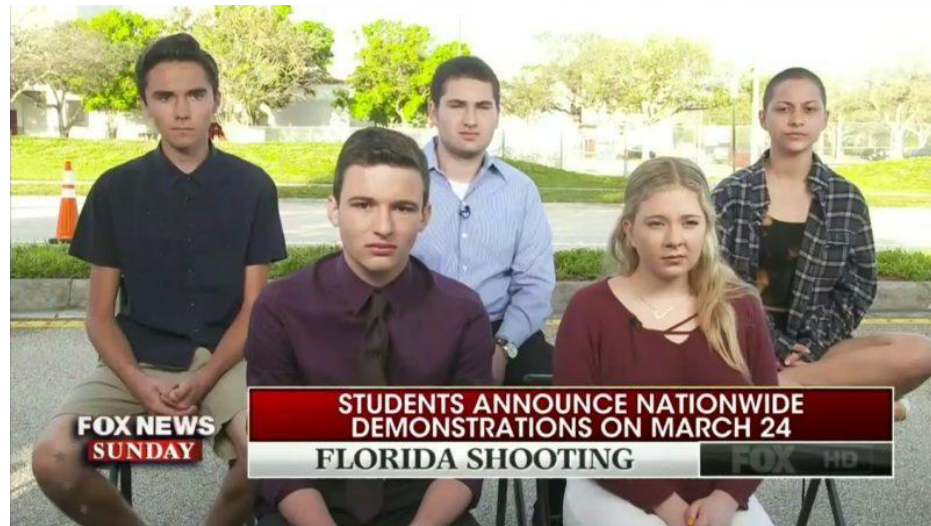 STUDENTS ANNOUNCE NATIONWIDE
DEMONSTRATIONS ON MARCH 24
FLORIDA SHOOTING
FOX HD
FOX NEWS
SUNDAY